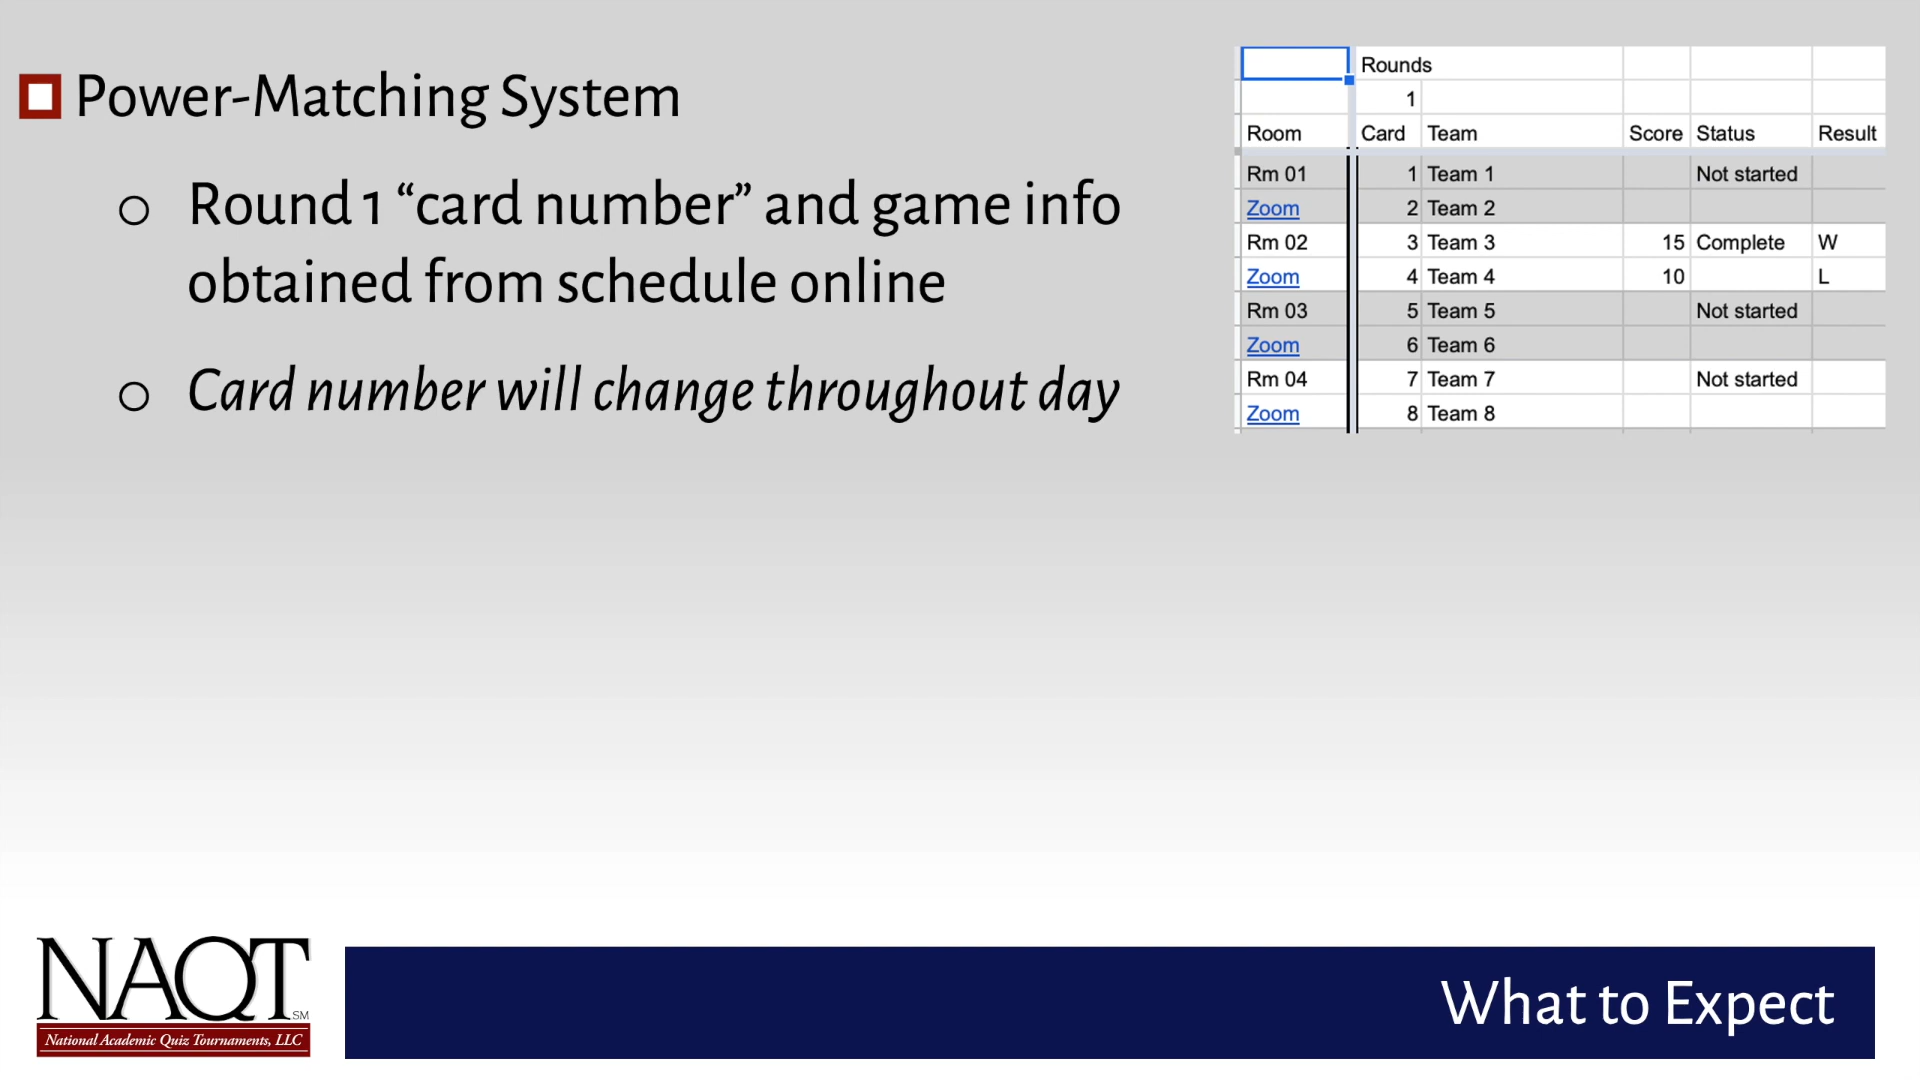 Power-Matching System
Round 1 “card number” and game info
obtained from schedule online
Card number will change throughout day
Rounds
1
Room Card Team Score Status Result
Rm 01 1 Team 1 Not started
Zoom 2 Team 2
Rm 02 3 Team 3 15 Complete W
Zoom 4 Team 4 10 L
Rm 03 5 Team 5 Not started
Zoom 6 Team 6
Rm 04 7 Team 7 Not started
Zoom 8 Team 8
NAQT SM
National Academic Quiz Tournaments, LLC
What to Expect